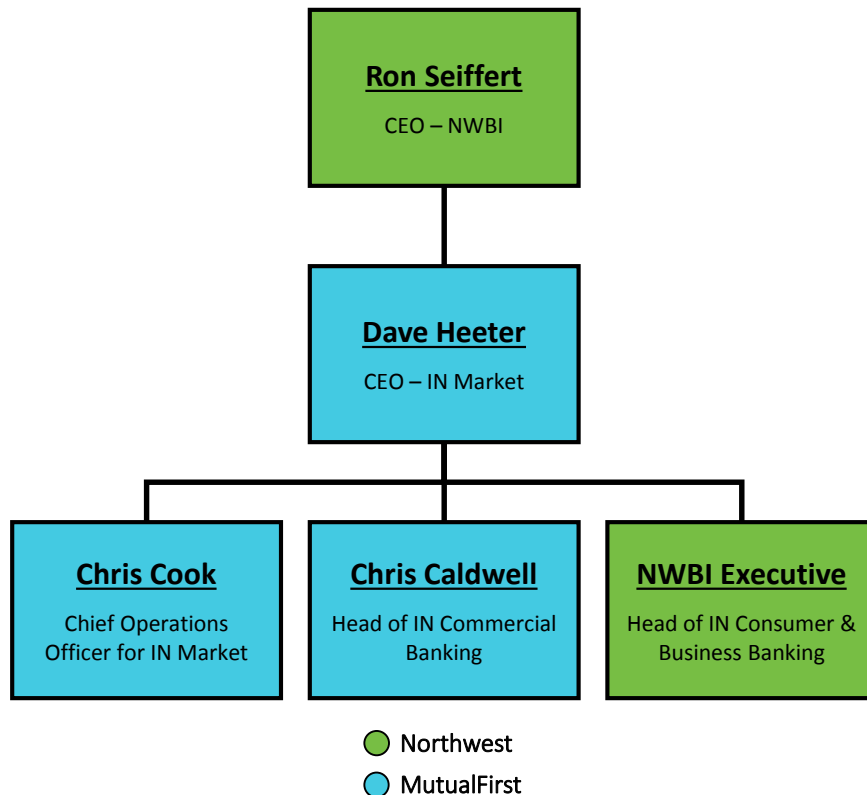 Ron Seiffert
CEO – NWBI
Dave Heeter
CEO – IN Market
Chris Cook
Chief Operations
Officer for IN Market
Chris Caldwell
Head of IN Commercial
Banking
NWBI Executive
Head of IN Consumer &
Business Banking
Northwest
MutualFirst